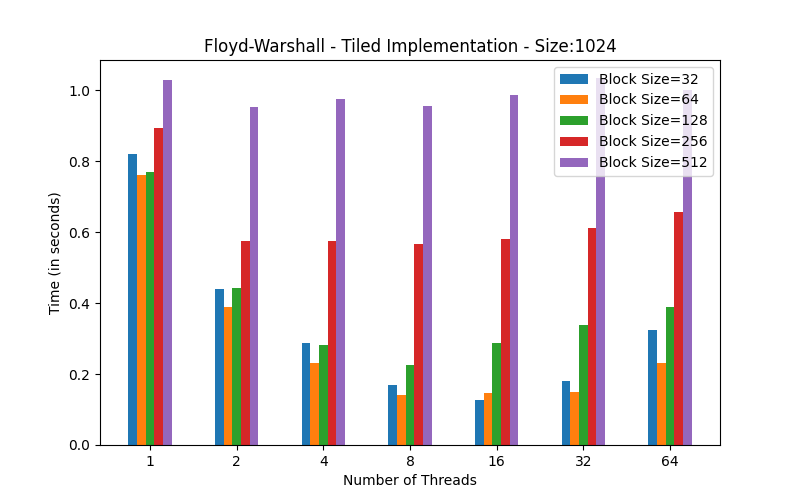 Floyd-Warshall - Tiled Implementation - Size:1024
Block Size=32
Block Size=64
Block Size=128
Block Size=256
Block Size=512
1.0
0.8
0.6
0.4
0.2
0.0
Time (in seconds)
1 2 4 8 16 32 64
Number of Threads